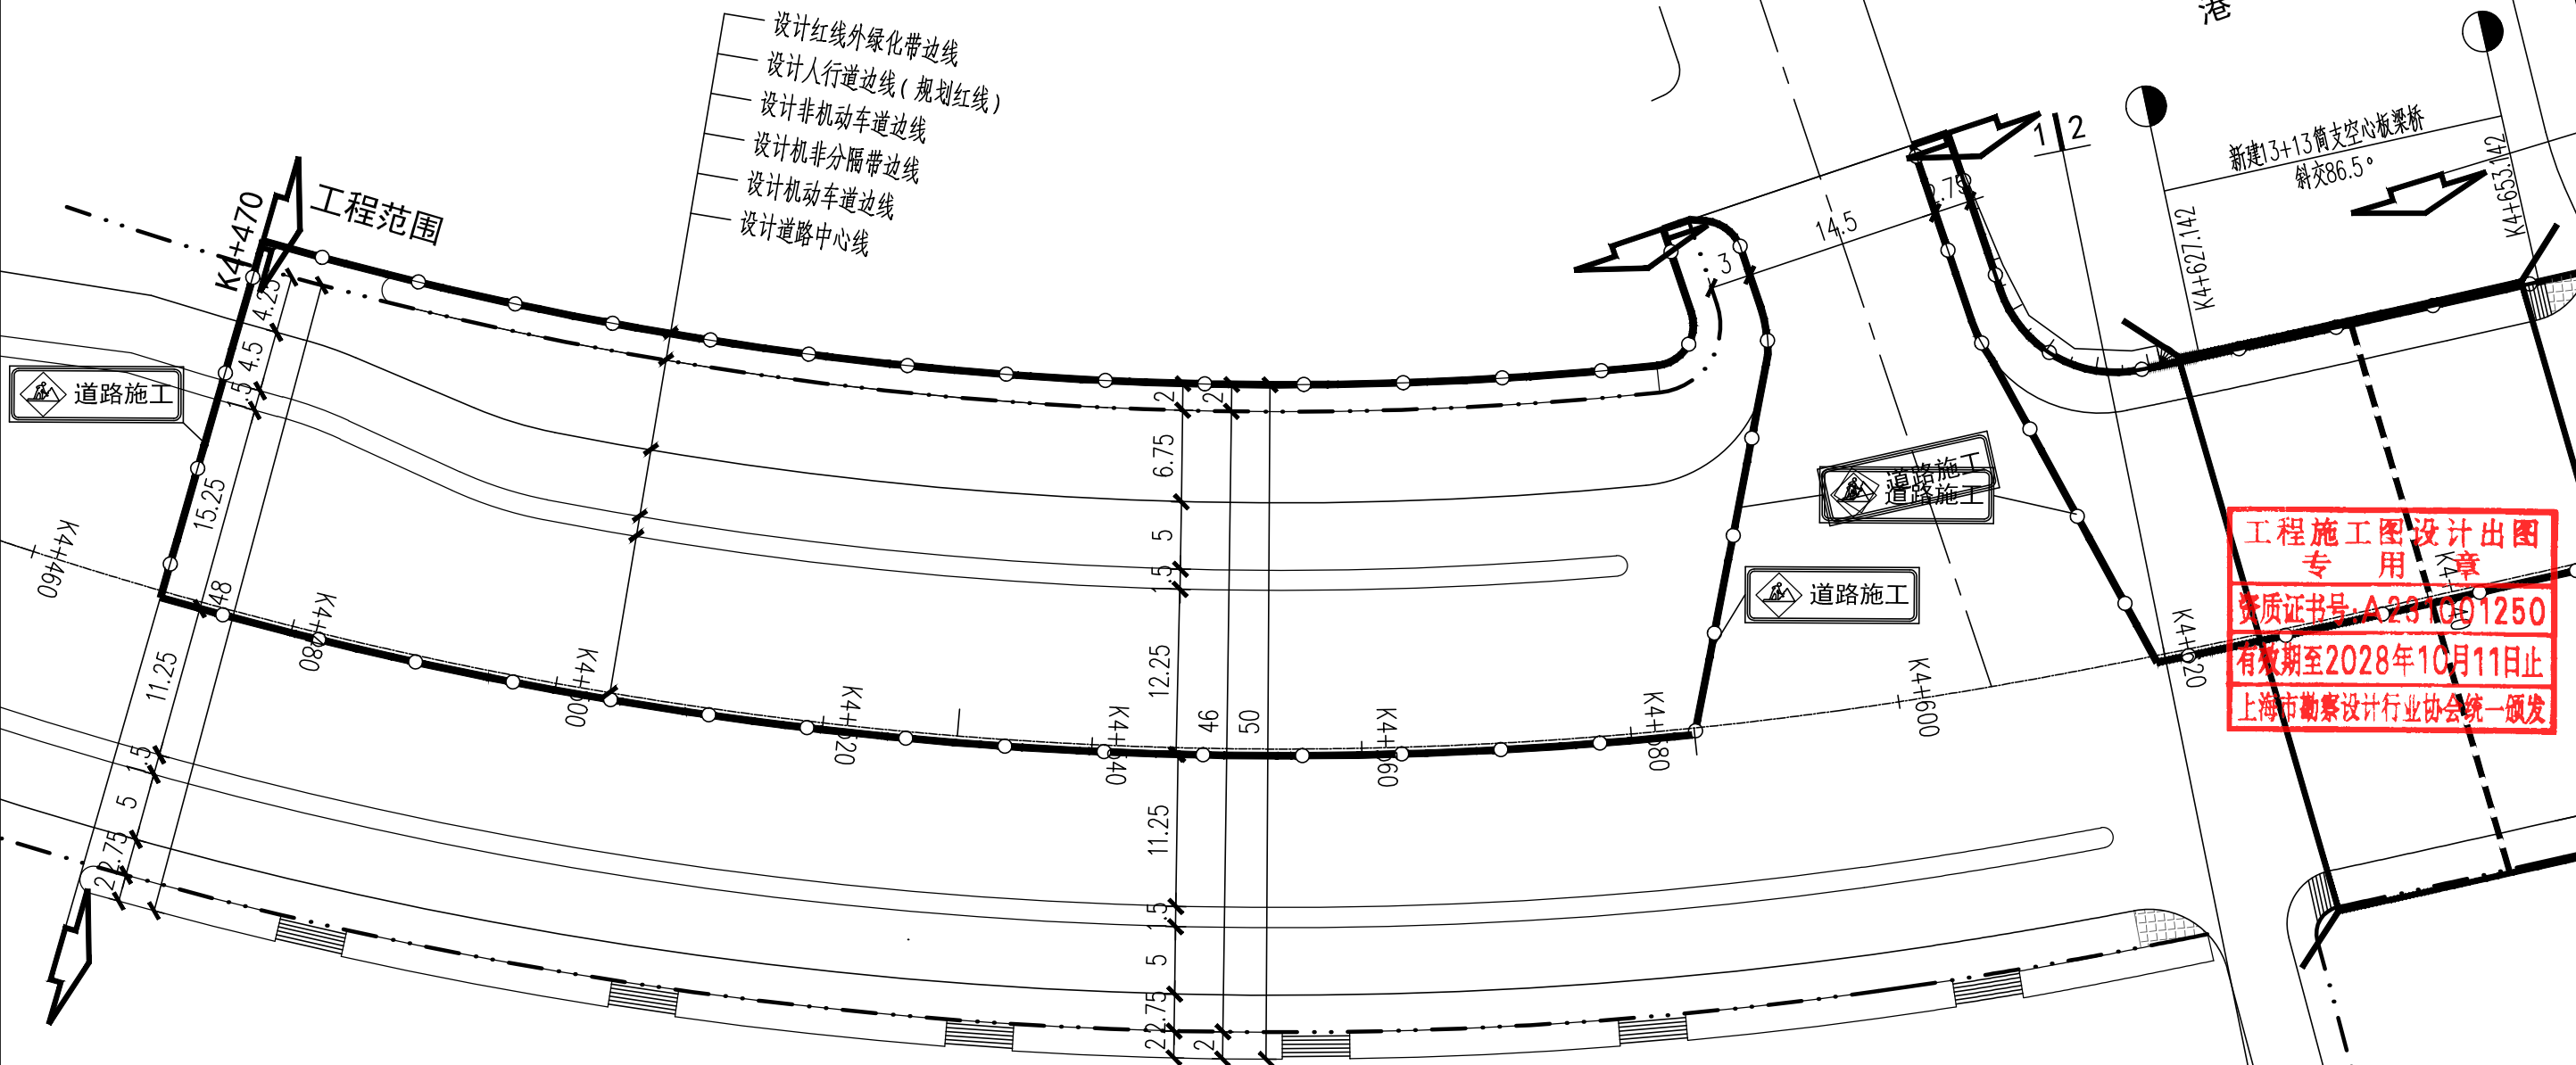 港
设计红线外绿化带边线
设计人行道边线(规划红线)
设计非机动车道边线
设计机非分隔带边线
设计机动车道边线
设计道路中心线
工程范围
K4+470
1 2
新建13+13简支空心板梁桥
斜交86.5°
K4+627.142
K4+653.142
14.5
3
道路施工
道路施工
道路施工
道路施工
4.25
4.5
1.5
15.25
48
11.25
1.5
5
2.75
2
2
2
6.75
5
1.5
12.25
46
50
11.25
1.5
5
2.75
2
2
K4+460
K4+480
K4+500
K4+520
K4+540
K4+560
K4+580
K4+600
K4+620
工程施工图设计出图
专用章
资质证书号:A231001250
有效期至2028年10月11日止
上海市勘察设计行业协会统一颁发